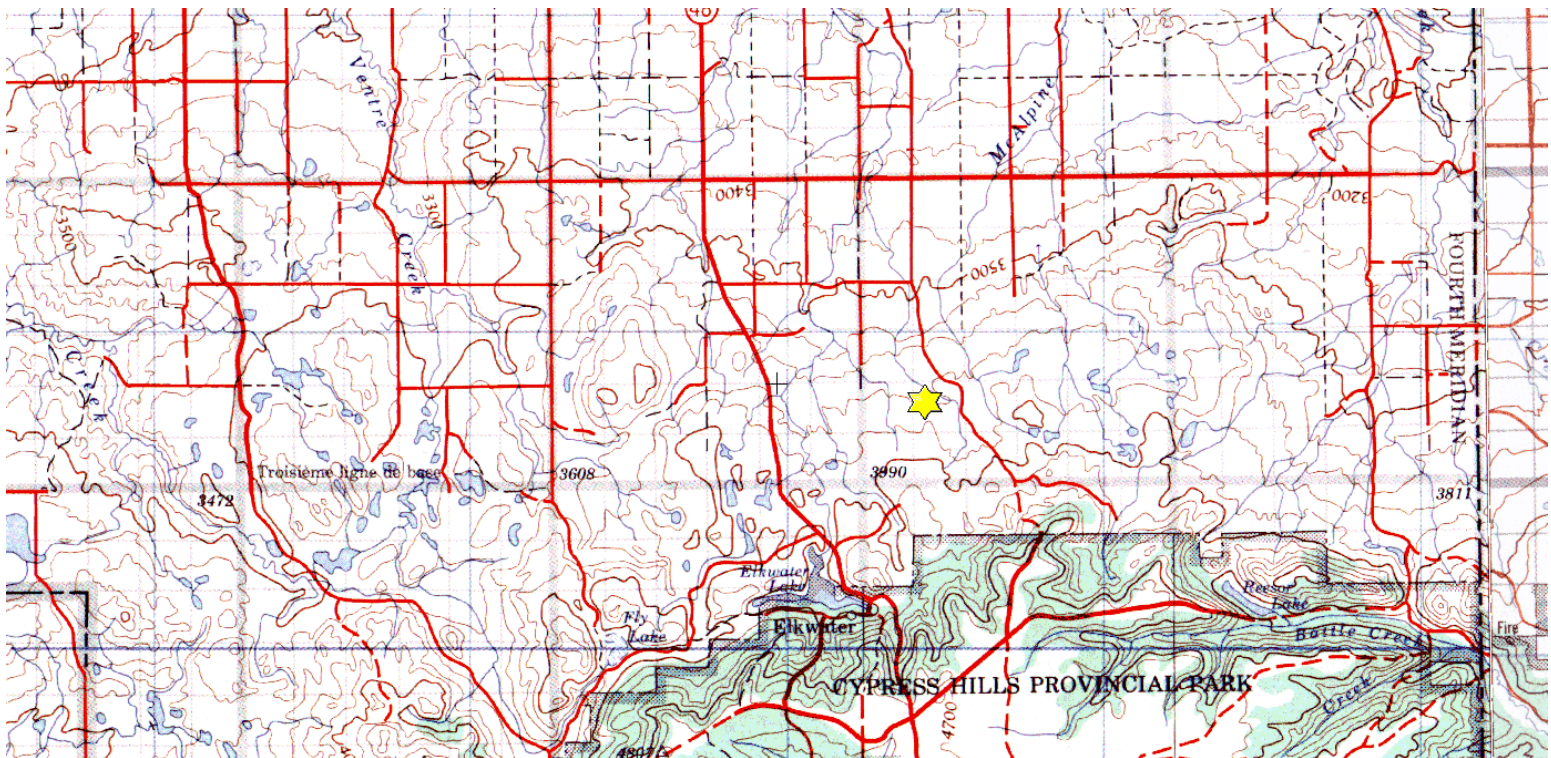 48
Ventre
Creek
McAlpine
3400
3200
3300
3500
3500
FOURTH MERIDIAN
Creek
Troisième ligne de base
3472
3608
3990
3811
Elkwater
Lake
Reesor
Lake
Fly
Lake
Elkwater
Battle Creek
Fire
CYPRESS HILLS PROVINCIAL PARK
Creek
4700
4807